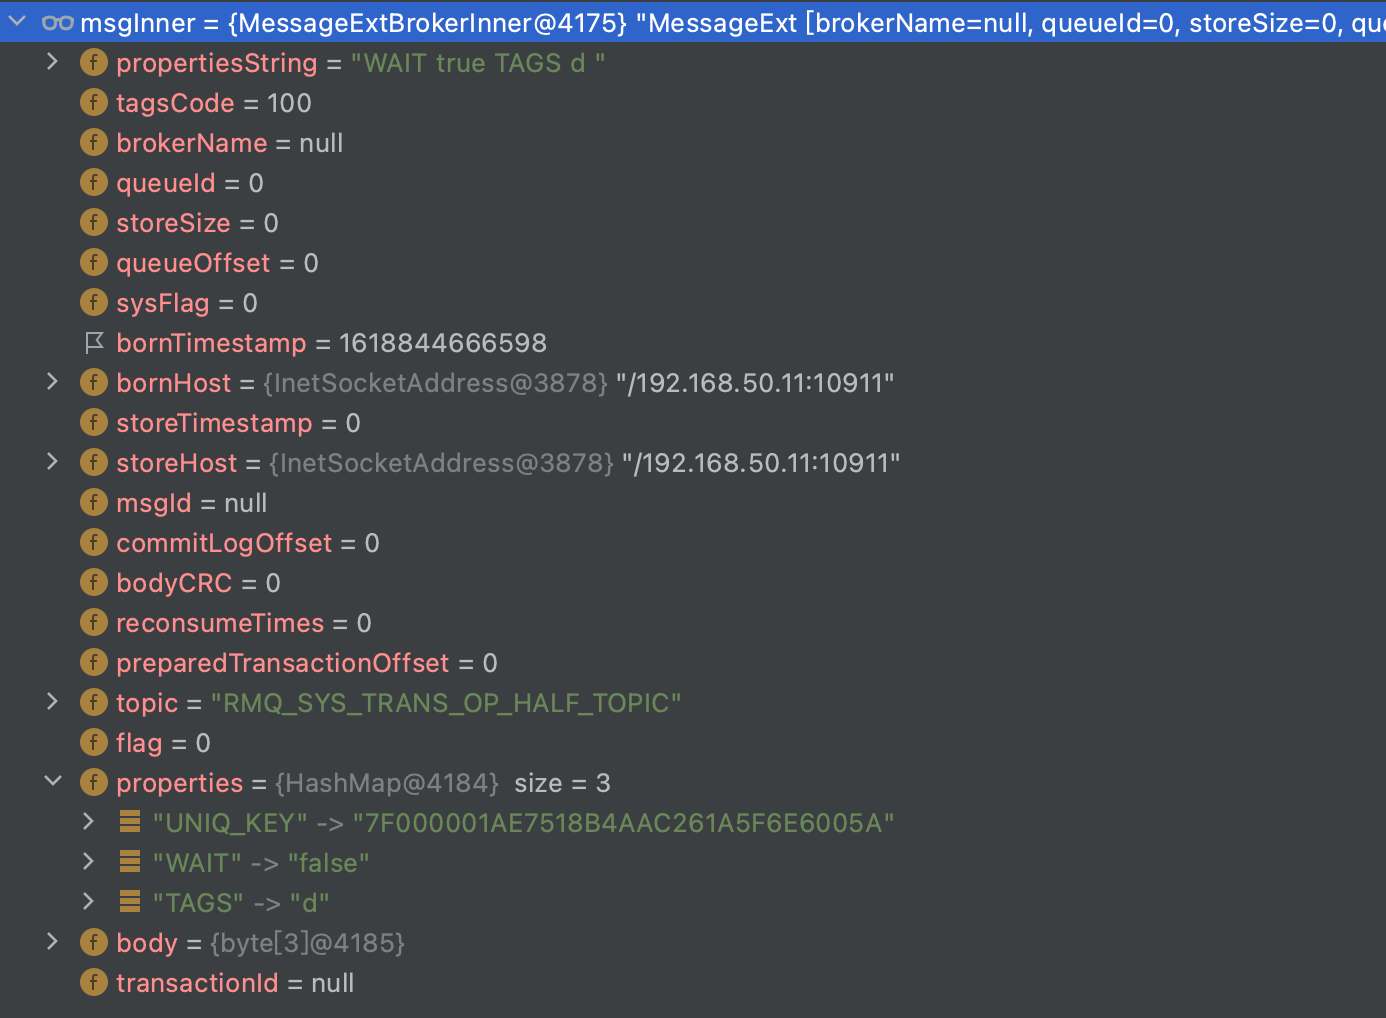 msgInner = {MessageExtBrokerInner@4175} "MessageExt [brokerName=null, queueId=0, storeSize=0, que
f propertiesString = "WAIT true TAGS d "
f tagsCode = 100
f brokerName = null
f queueId = 0
f storeSize = 0
f queueOffset = 0
f sysFlag = 0
bornTimestamp = 1618844666598
f bornHost = {InetSocketAddress@3878} "/192.168.50.11:10911"
f storeTimestamp = 0
f storeHost = {InetSocketAddress@3878} "/192.168.50.11:10911"
f msgId = null
f commitLogOffset = 0
f bodyCRC = 0
f reconsumeTimes = 0
f preparedTransactionOffset = 0
f topic = "RMQ_SYS_TRANS_OP_HALF_TOPIC"
f flag = 0
f properties = {HashMap@4184} size = 3
"UNIQ_KEY" -> "7F000001AE7518B4AAC261A5F6E6005A"
"WAIT" -> "false"
"TAGS" -> "d"
f body = {byte[3]@4185}
f transactionId = null